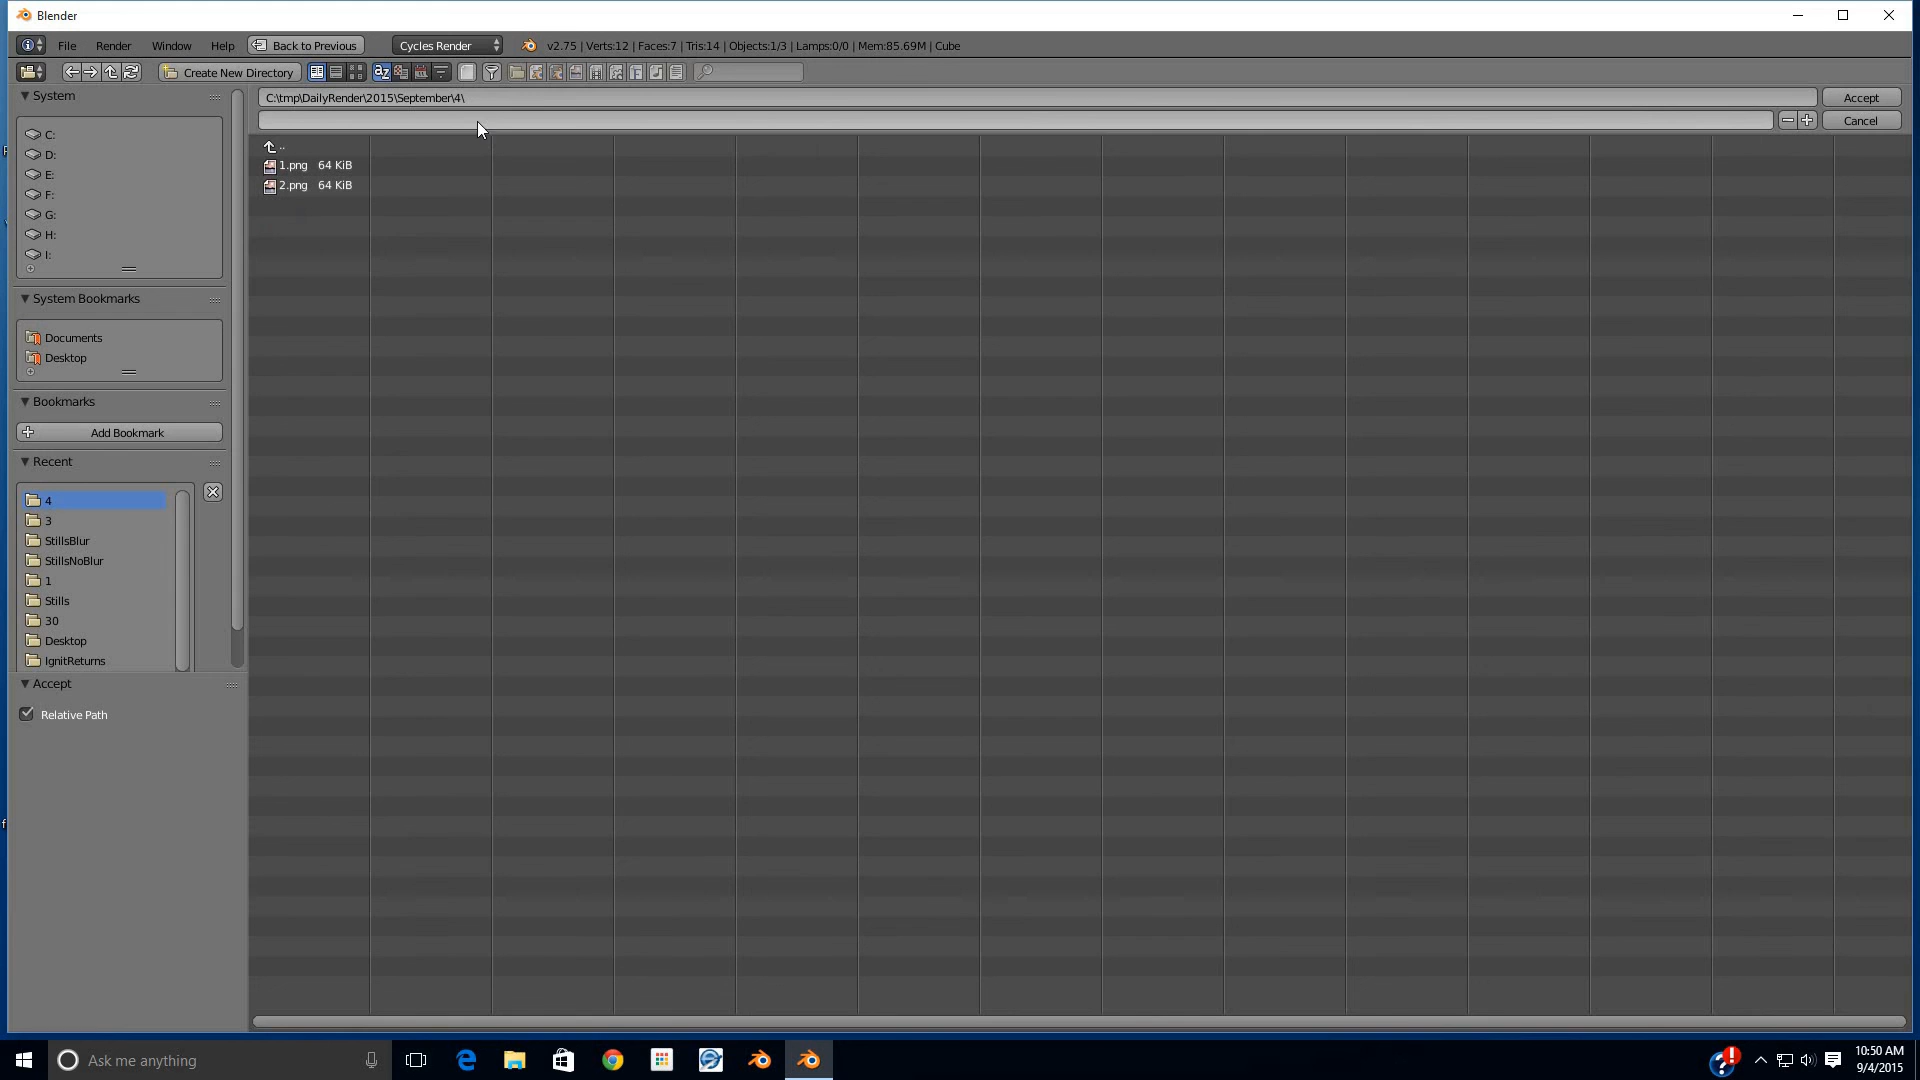 Blender
File Render Window Help Back to Previous Cycles Render v2.75 | Verts:12 | Faces:7 | Tris:14 | Objects:1/3 | Lamps:0/0 | Mem:85.69M | Cube
Create New Directory
System
C:\tmp\DailyRender\2015\September\4\ Accept
Cancel
C:
D:
E:
F:
G:
H:
I:
..
1.png 64 KiB
2.png 64 KiB
System Bookmarks
Documents
Desktop
Bookmarks
Add Bookmark
Recent
4
3
StillsBlur
StillsNoBlur
1
Stills
30
Desktop
IgnitReturns
Accept
Relative Path
Ask me anything
10:50 AM
9/4/2015